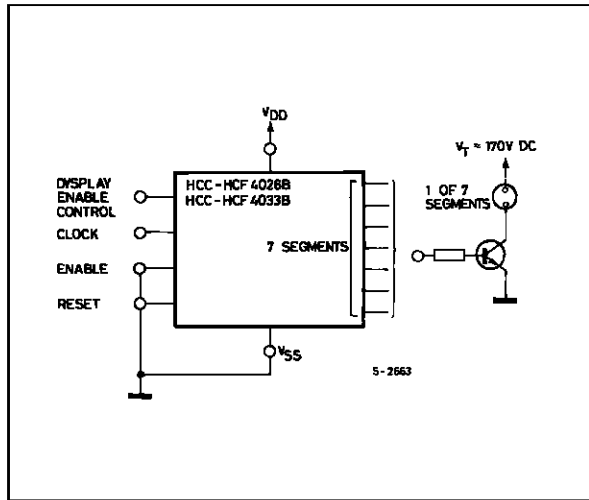 VDD
HCC-HCF 4026B
HCC-HCF 4033B
DISPLAY
ENABLE
CONTROL
CLOCK
ENABLE
RESET
7 SEGMENTS
VSS
S-2663
VT = 170V DC
1 OF 7
SEGMENTS